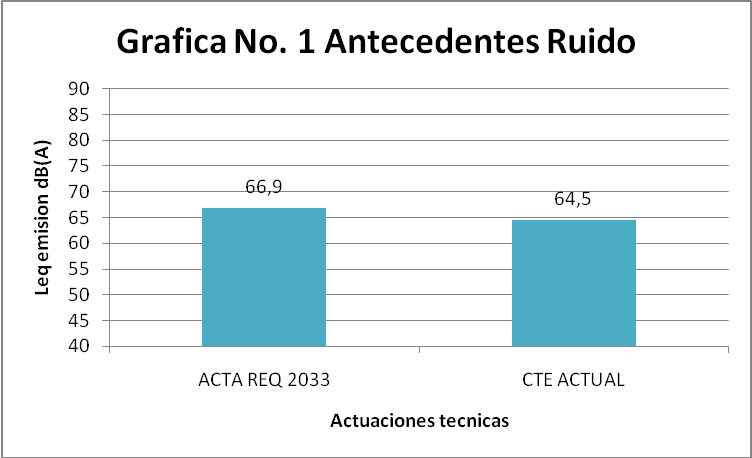 Grafica No. 1 Antecedentes Ruido
Leq emision dB(A)
90
85
80
75
70
65
60
55
50
45
40
66,9
64,5
ACTA REQ 2033
CTE ACTUAL
Actuaciones tecnicas